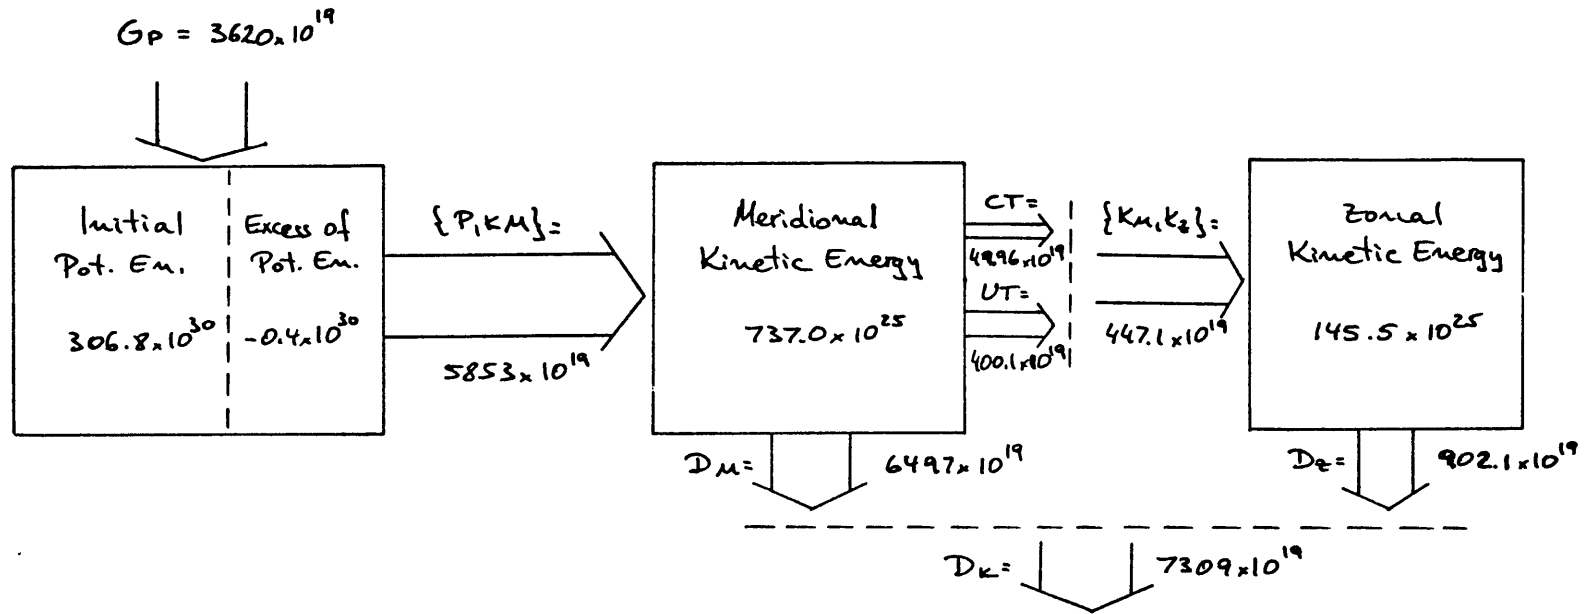 GP = 3620x10^19
Initial
Pot. En.
306.8x10^30
Excess of
Pot. En.
-0.4x10^30
{P,KM}=
5853x10^19
Meridional
Kinetic Energy
737.0x10^25
CT=
49.96x10^19
UT=
400.1x10^19
{KM,Kz}=
447.1x10^19
Zonal
Kinetic Energy
145.5x10^25
DM=
6497x10^19
Dz=
902.1x10^19
DK=
7309x10^19